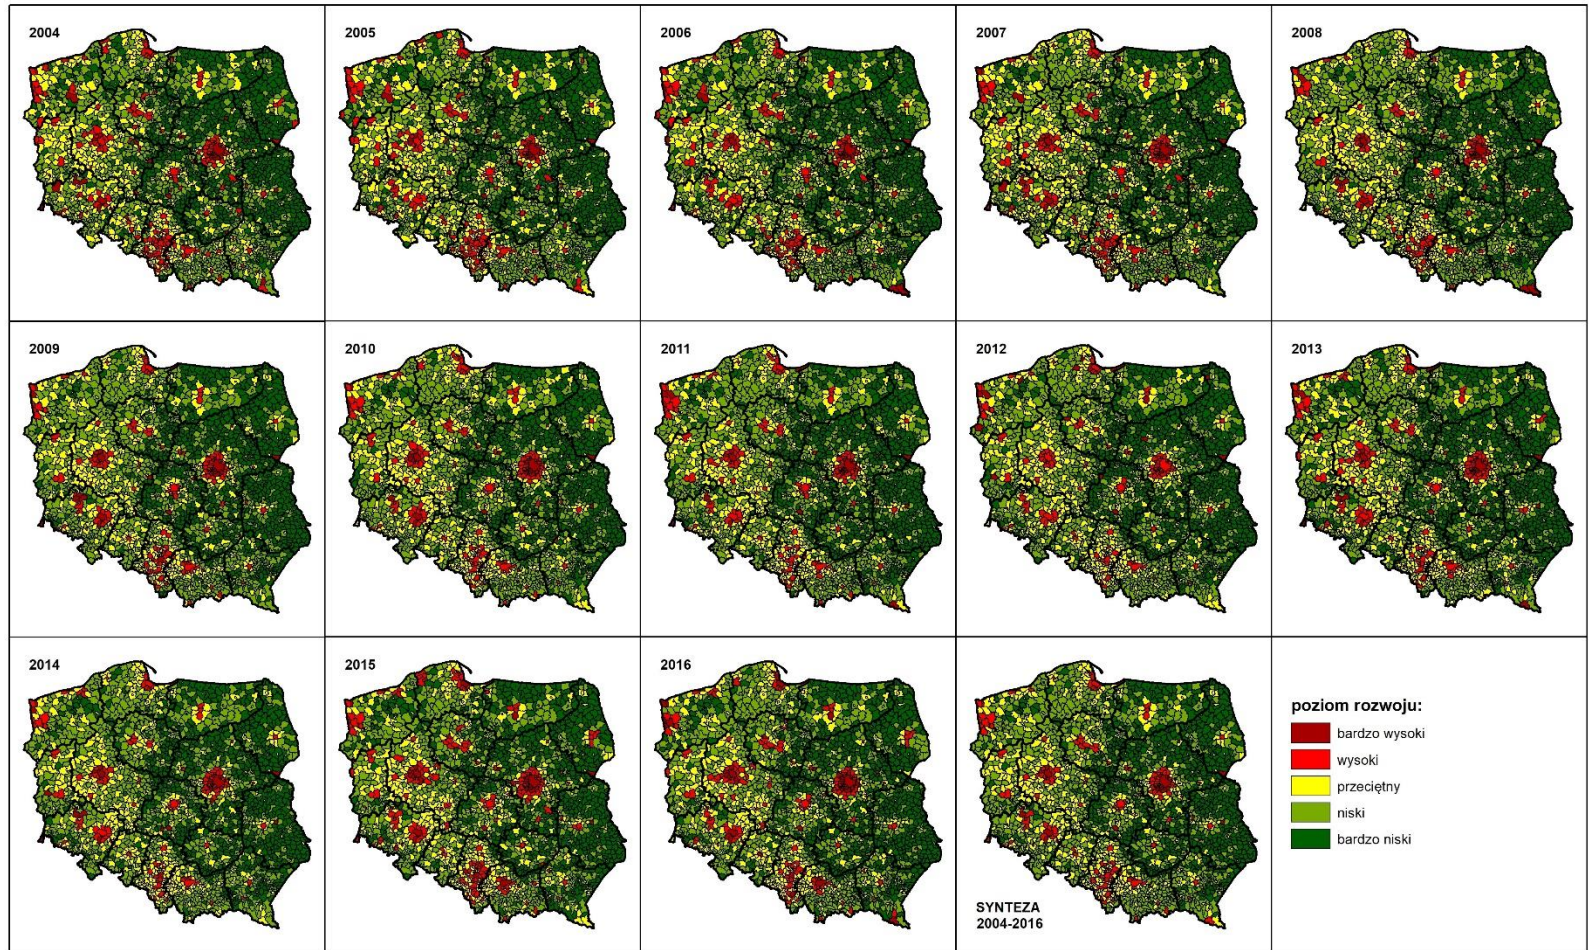 2004
2005
2006
2007
2008
2009
2010
2011
2012
2013
2014
2015
2016
SYNTEZA
2004-2016
poziom rozwoju:
bardzo wysoki
wysoki
przeciętny
niski
bardzo niski